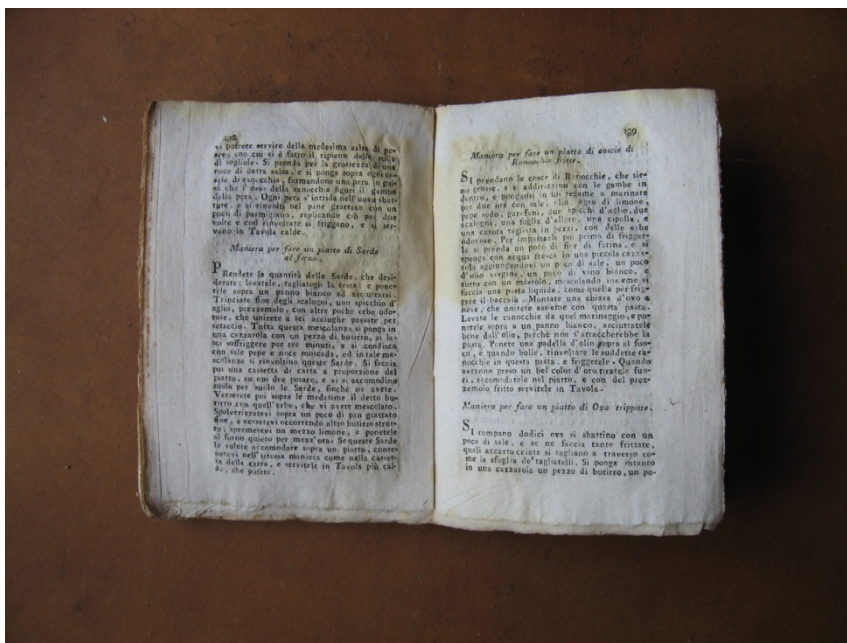 138
vi potrete servire della medesima salsa di pe-
sce, con cui vi è fatto il ripieno delle
di sogliole. Si prenda per la grossezza di una
noce di detta salsa, e si ponga sopra ogni co-
scia di ranocchia, formandone una pera in gui-
sa che l'osso della ranocchia figuri il gambo
della pera. Ogni pera s'intrida nell'uova sbat-
tute, e si rinvolti nel pane grattato con un
poco di parmigiano, replicando ciò per due
volte e così rinvoltate si friggano, e si ser-
vano in Tavola calde.
Maniera per fare un piatto di Sarde
al forno.
PRendete la quantità delle Sarde, che desi-
derate: lavatele, tagliategli la testa: e pone-
tele sopra un panno bianco ad asciuttarsi.
Trinciate fine degli scalogni, uno spicchio d'
aglio, prezzemolo, con altre poche erbe odo-
rose, che unirete a sei acciughe passate per
setaccio. Tutta questa mescolanza si ponga in
una cazzarola con un pezzo di butirro, si la-
sci soffriggere per tre minuti, e si condisca
con sale pepe e noce moscada, ed in tale me-
scolanza si rinvoltino queste Sarde. Si faccia
poi una cassetta di carta a proporzione del
piatto, su cui deve posare, e vi si accomodino
suolo per suolo le Sarde, finchè ne avete.
Verserete poi sopra le medesime il detto bu-
tirro con quell'erbe, che vi avete mescolato.
Spolverizzatevi sopra un poco di pan grattato
fine, e versatevi occorrendo altro butirro strut-
to, spremetevi un mezzo limone, e ponetele
al forno quieto per mezz'ora. Se queste Sarde
le volete accomodare sopra un piatto, conte-
netevi nell'istessa maniera come nella casset-
ta della carta, e servitele in Tavola più cal-
de, che potete.
139
Maniera per fare un piatto di coscie di
Ranocchie fritte.
SI prendano le coscie di Ranocchie, che sie-
no grosse, e si addirizzino con le gambe in
dentro, e pongansi in un tegame a marinare
per due ore con sale, olio, agro di limone,
pepe sodo, garofani, due spicchi d'aglio, due
scalogni, una foglia d'alloro, una cipolla, e
una carota tagliata in pezzi, con delle erbe
odorose. Per impastarle poi prima di frigger-
le si prenda un poco di fior di farina, e si
spenga con acqua fresca in una piccola cazza-
rola aggiungendovi un poco di sale, un poco
d'olio vergine, un poco di vino bianco, e
tutto con un mestolo, mescolando insieme si
faccia una pasta liquida, come quella per frig-
gere il baccalà. Montate una chiara d'ovo a
neve, che unirete assieme con questa pasta.
Levate le ranocchie da quel marinaggio, e po-
netele sopra a un panno bianco, asciuttatele
bene dall'olio, perchè non s'attaccherebbe la
pasta. Ponete una padella d'olio sopra al fuo-
co, e quando bolle, rinvoltate le suddette ra-
nocchie in questa pasta, e friggetele. Quando
avranno preso un bel color d'oro tiratele fuo-
ri, accomodatele nel piatto, e con del prez-
zemolo fritto servitele in Tavola.
Maniera per fare un piatto di Ova trippate.
SI rompano dodici ova si sbattino con un
poco di sale, e se ne faccia tante frittate,
quali accartocciate si tagliano a traverso co-
me la sfoglia de' tagliatelli. Si ponga intanto
in una cazzarola un pezzo di butirro, un po-